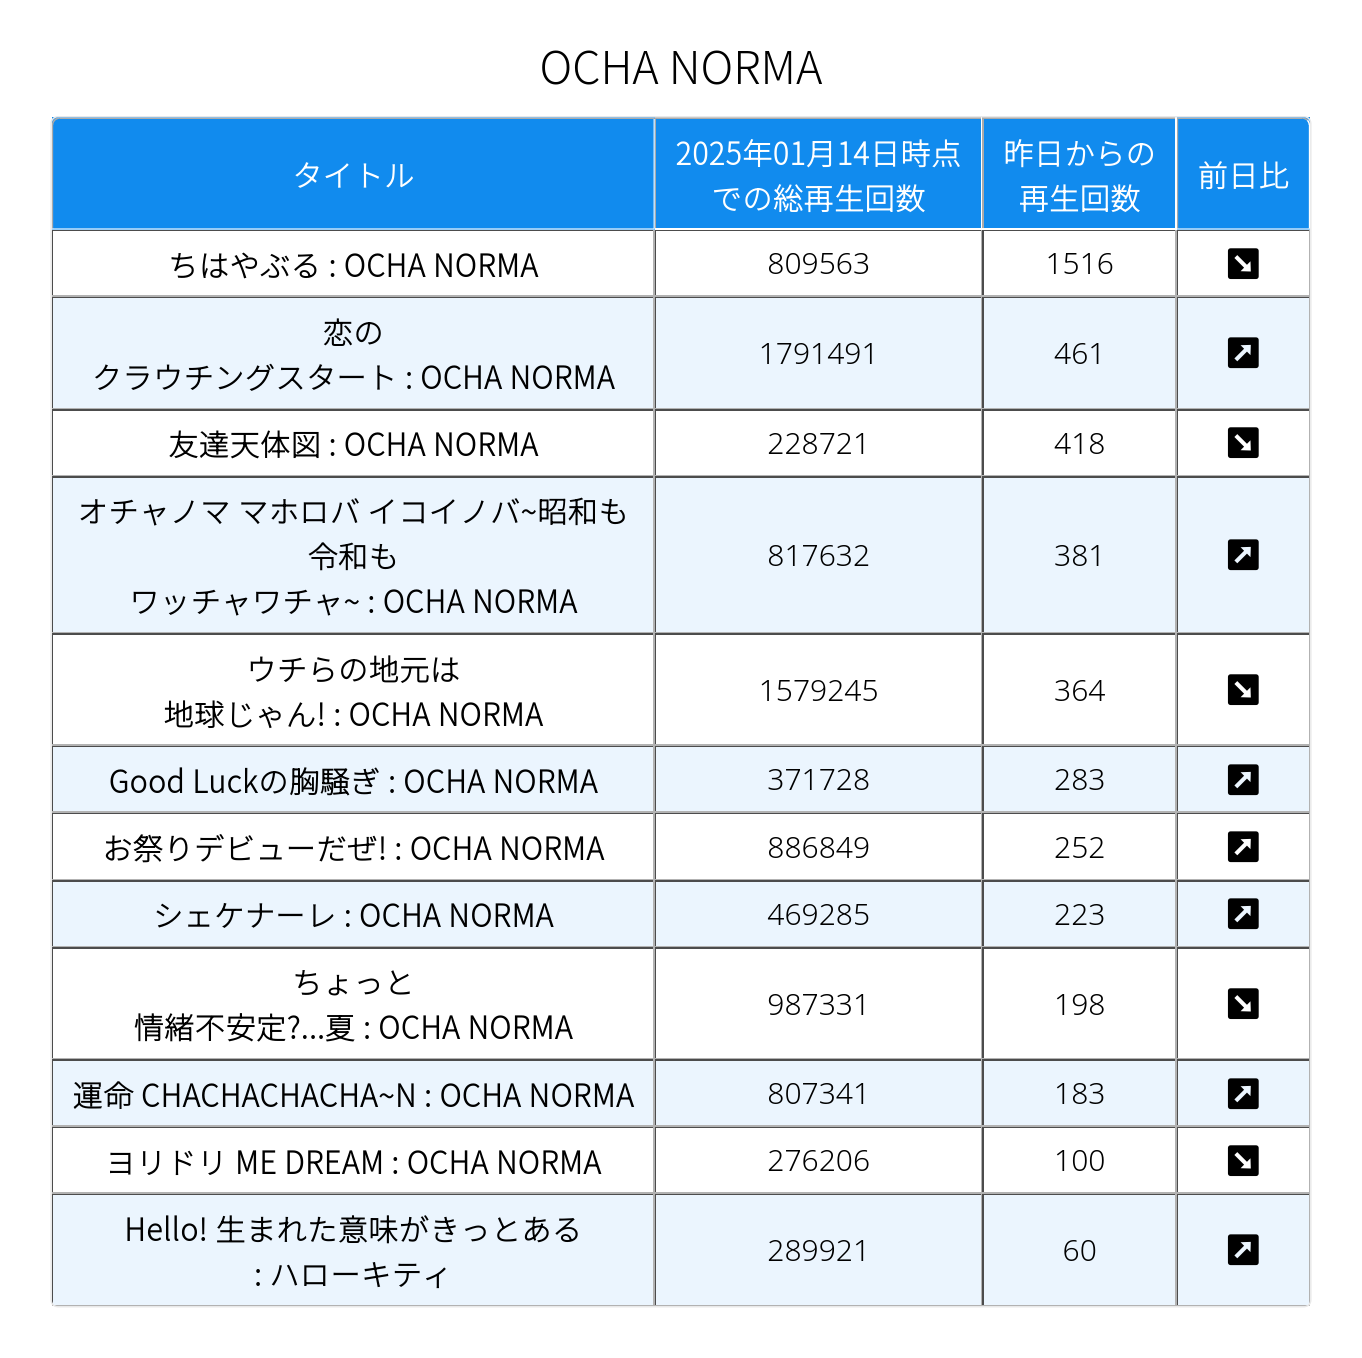 OCHA NORMA
タイトル
2025年01月14日時点
での総再生回数
昨日からの
再生回数
前日比
ちはやぶる : OCHA NORMA
809563
1516
恋の
クラウチングスタート : OCHA NORMA
1791491
461
友達天体図 : OCHA NORMA
228721
418
オチャノマ マホロバ イコイノバ~昭和も
令和も
ワッチャワチャ~ : OCHA NORMA
817632
381
ウチらの地元は
地球じゃん! : OCHA NORMA
1579245
364
Good Luckの胸騒ぎ : OCHA NORMA
371728
283
お祭りデビューだぜ! : OCHA NORMA
886849
252
シェケナーレ : OCHA NORMA
469285
223
ちょっと
情緒不安定?...夏 : OCHA NORMA
987331
198
運命 CHACHACHACHA~N : OCHA NORMA
807341
183
ヨリドリ ME DREAM : OCHA NORMA
276206
100
Hello! 生まれた意味がきっとある
: ハローキティ
289921
60